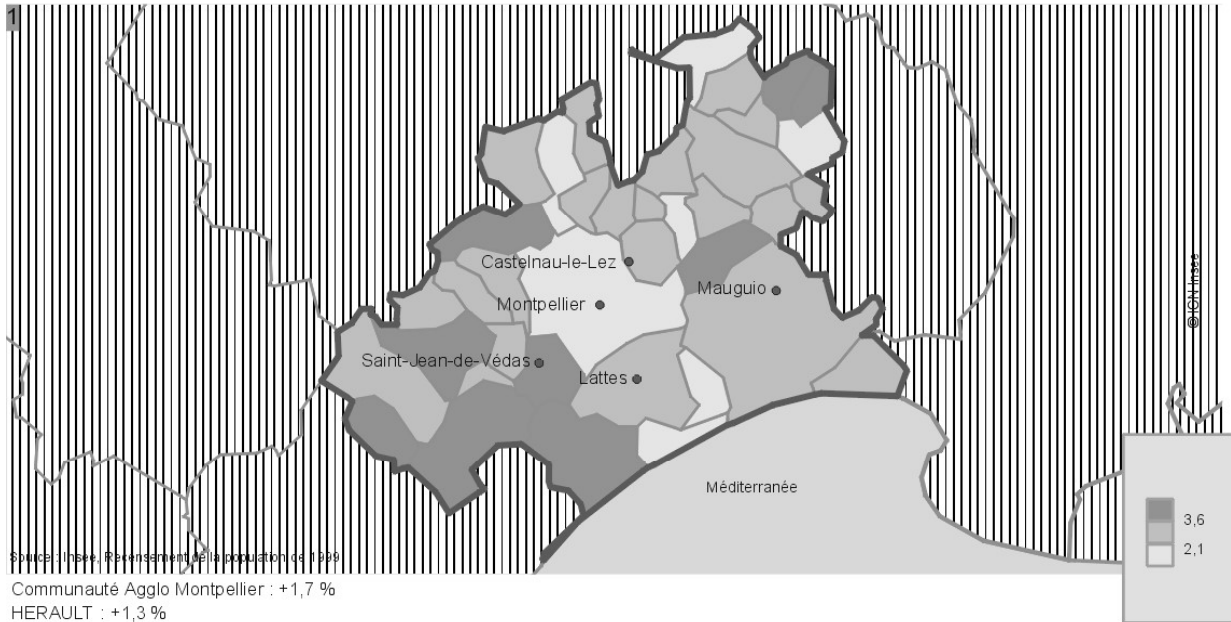 1
Castelnau-le-Lez
Montpellier
Mauguio
Saint-Jean-de-Védas
Lattes
©IGN Insee
Méditerranée
3,6
2,1
Source : Insee, Recensement de la population de 1999
Communauté Agglo Montpellier : +1,7 %
HERAULT : +1,3 %